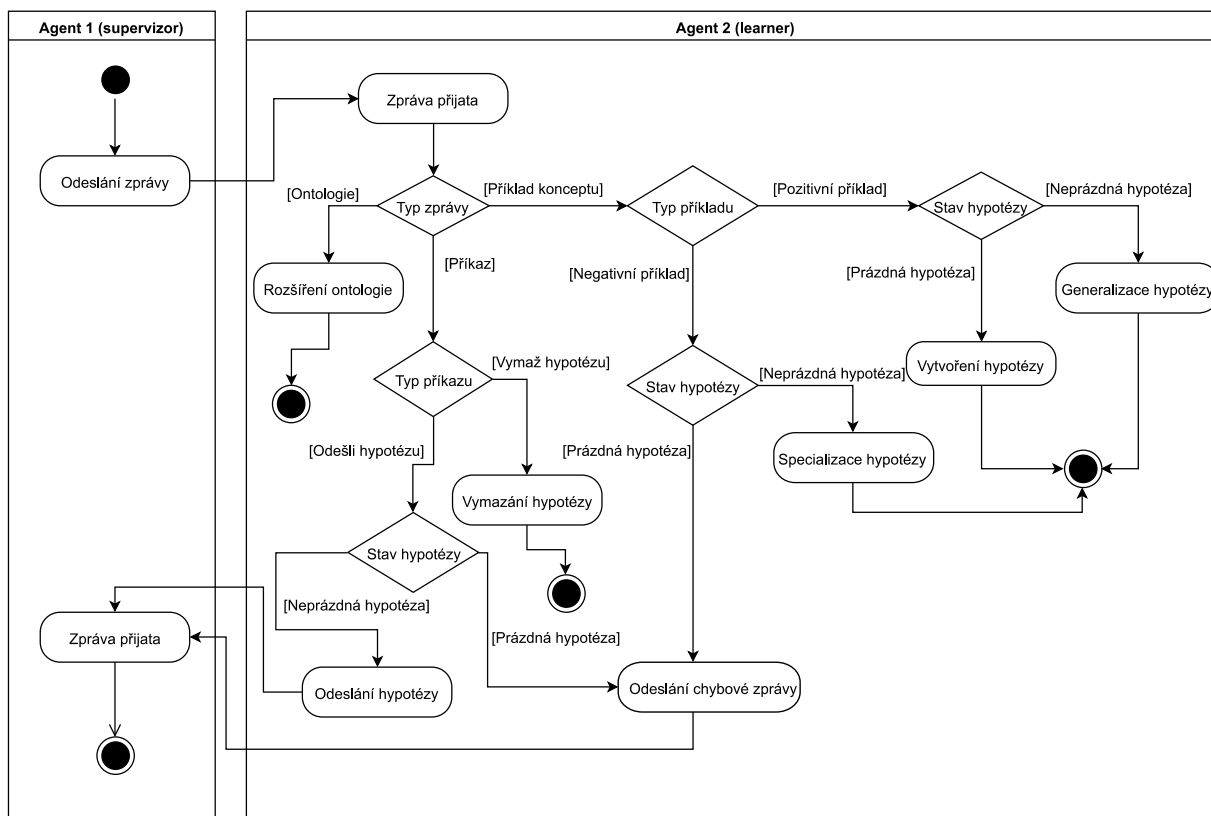 Agent 1 (supervizor)
Agent 2 (learner)
Zpráva přijata
Odeslání zprávy
[Ontologie]
[Příklad konceptu]
[Pozitivní příklad]
[Neprázdná hypotéza]
Typ zprávy
Typ příkladu
Stav hypotézy
[Příkaz]
[Negativní příklad]
[Prázdná hypotéza]
Rozšíření ontologie
Generalizace hypotézy
[Vymaž hypotézu]
Vytvoření hypotézy
Typ příkazu
Stav hypotézy
[Neprázdná hypotéza]
[Odešli hypotézu]
[Prázdná hypotéza]
Specializace hypotézy
Vymazání hypotézy
Stav hypotézy
[Neprázdná hypotéza]
Zpráva přijata
[Prázdná hypotéza]
Odeslání hypotézy
Odeslání chybové zprávy